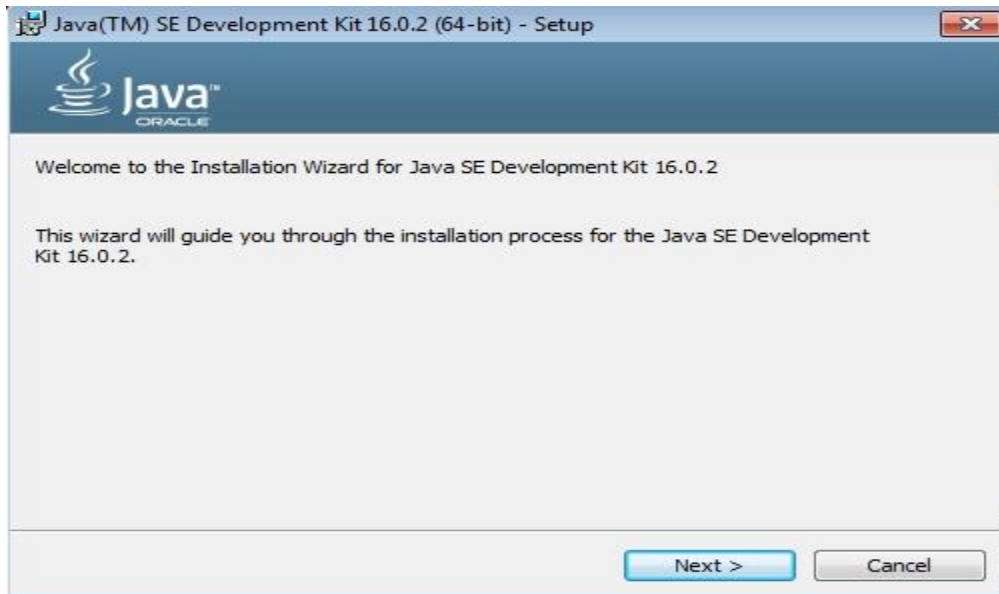 Java(TM) SE Development Kit 16.0.2 (64-bit) - Setup
Java™
ORACLE
Welcome to the Installation Wizard for Java SE Development Kit 16.0.2
This wizard will guide you through the installation process for the Java SE Development
Kit 16.0.2.
Next >
Cancel